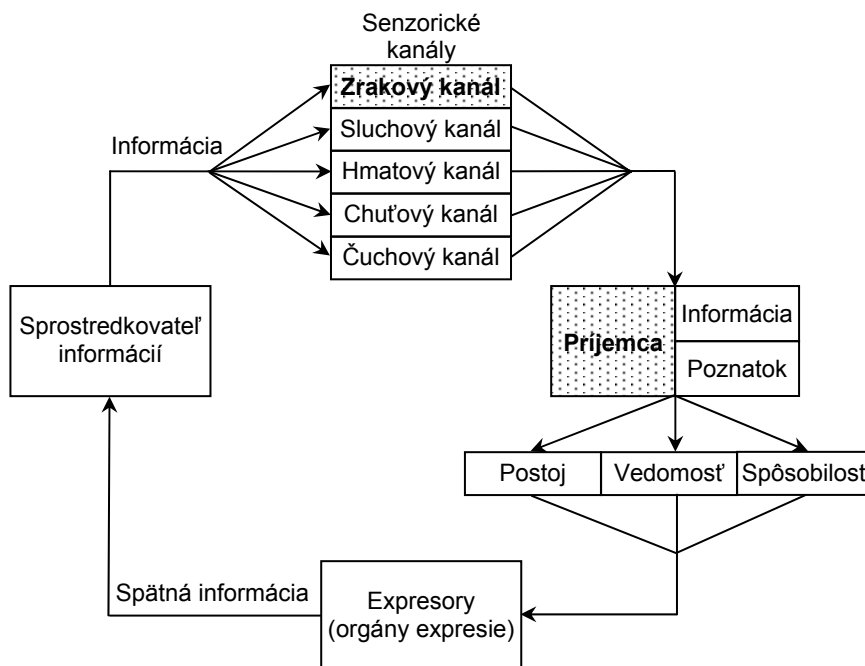 Senzorické
kanály
Zrakový kanál
Informácia
Sluchový kanál
Hmatový kanál
Chuťový kanál
Čuchový kanál
Sprostredkovateľ
informácií
Príjemca
Informácia
Poznatok
Postoj
Vedomosť
Spôsobilosť
Spätná informácia
Expresory
(orgány expresie)